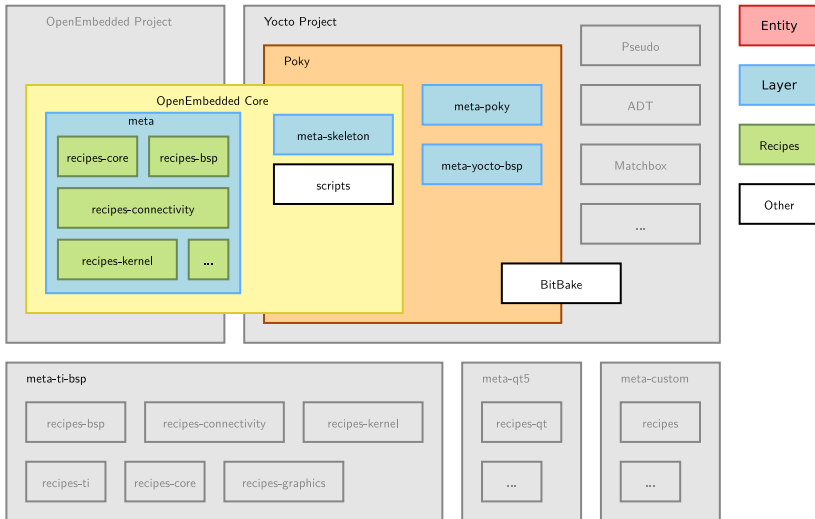 OpenEmbedded Project
Yocto Project
Entity
Poky
Pseudo
Layer
OpenEmbedded Core
meta
meta-skeleton
meta-poky
ADT
recipes-core
recipes-bsp
scripts
meta-yocto-bsp
Matchbox
Recipes
recipes-connectivity
...
Other
recipes-kernel
...
BitBake
meta-ti-bsp
meta-qt5
meta-custom
recipes-bsp
recipes-connectivity
recipes-kernel
recipes-qt
recipes
recipes-ti
recipes-core
recipes-graphics
...
...